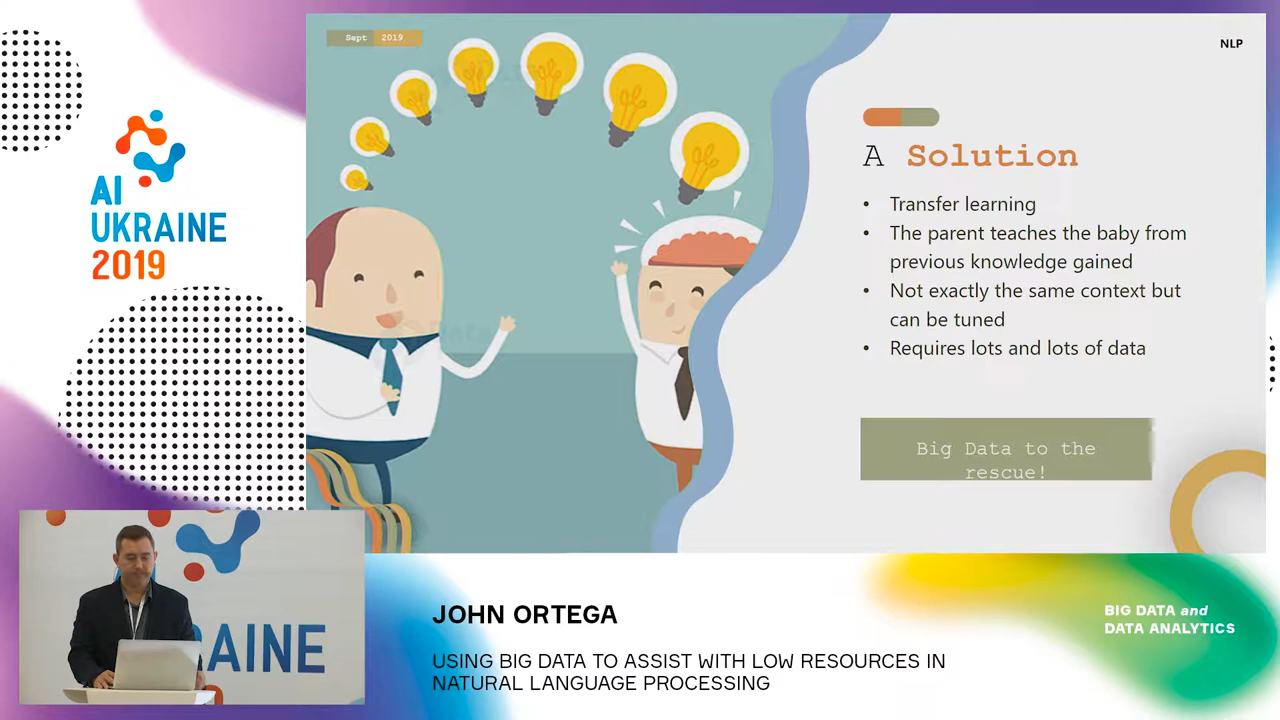 Sept 2019
NLP
AI
UKRAINE
2019
A Solution
• Transfer learning
• The parent teaches the baby from
previous knowledge gained
• Not exactly the same context but
can be tuned
• Requires lots and lots of data
Big Data to the
rescue!
RAINE
JOHN ORTEGA
USING BIG DATA TO ASSIST WITH LOW RESOURCES IN
NATURAL LANGUAGE PROCESSING
BIG DATA and
DATA ANALYTICS